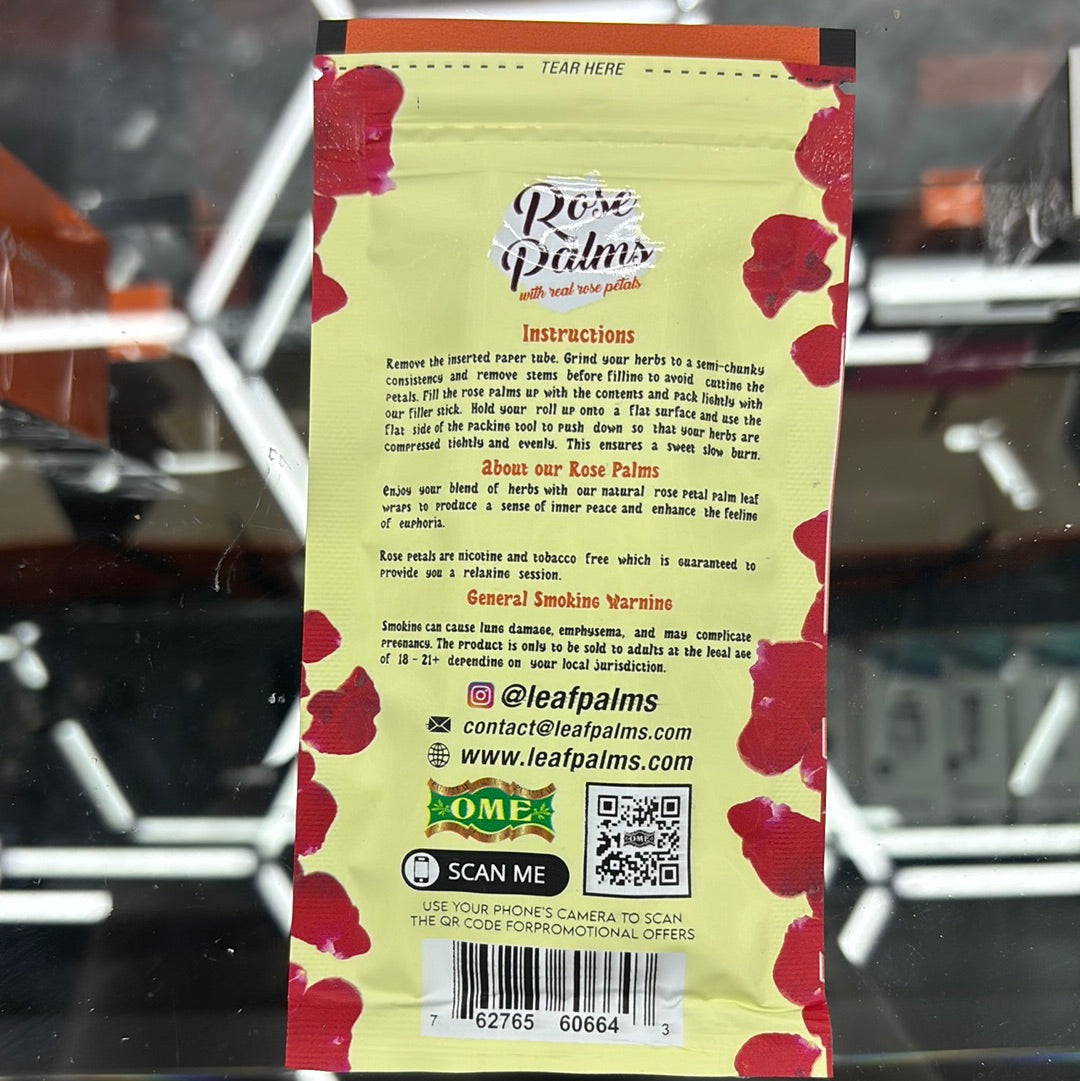 TEAR HERE
Rose
Palms
with real rose petals
Instructions
Remove the inserted paper tube. Grind your herbs to a semi-chunky
consistency and remove stems before filling to avoid cutting the
petals. Fill the rose palms up with the contents and pack lightly with
our filler stick. Hold your roll up onto a flat surface and use the
flat side of the packing tool to push down so that your herbs are
compressed tightly and evenly. This ensures a sweet slow burn.
About our Rose Palms
Enjoy your blend of herbs with our natural rose petal palm leaf
wraps to produce a sense of inner peace and enhance the feeling
of euphoria.
Rose petals are nicotine and tobacco free which is guaranteed to
provide you a relaxing session.
General Smoking Warning
Smoking can cause lung damage, emphysema, and may complicate
pregnancy. The product is only to be sold to adults at the legal age
of 18 - 21+ depending on your local jurisdiction.
@leafpalms
contact@leafpalms.com
www.leafpalms.com
OME
OME
SCAN ME
USE YOUR PHONE'S CAMERA TO SCAN
THE QR CODE FORPROMOTIONAL OFFERS
7 62765 60664 3